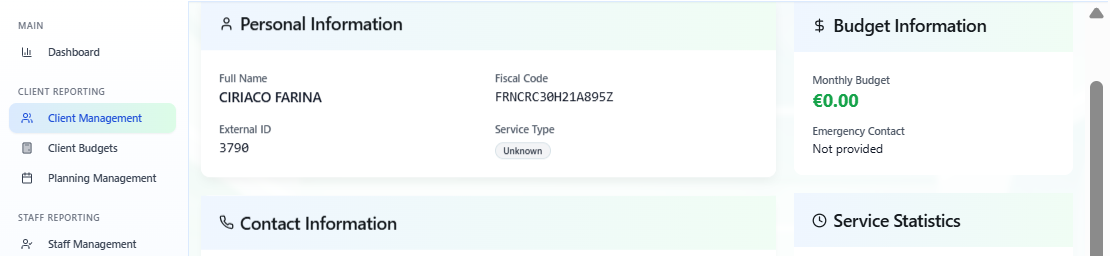 MAIN
Dashboard
CLIENT REPORTING
Client Management
Client Budgets
Planning Management
STAFF REPORTING
Staff Management
Personal Information
Full Name
CIRIACO FARINA
Fiscal Code
FRNCRC30H21A895Z
External ID
3790
Service Type
Unknown
Contact Information
Budget Information
Monthly Budget
€0.00
Emergency Contact
Not provided
Service Statistics